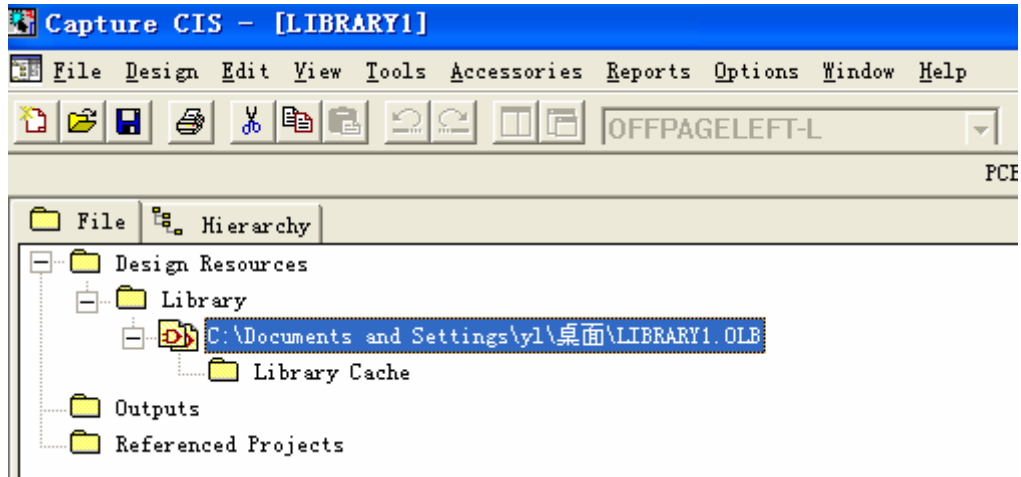 Capture CIS - [LIBRARY1]
File Design Edit View Tools Accessories Reports Options Window Help
OFFPAGELEFT-L
PCB
File Hierarchy
Design Resources
Library
C:\Documents and Settings\yl\桌面\LIBRARY1.OLB
Library Cache
Outputs
Referenced Projects